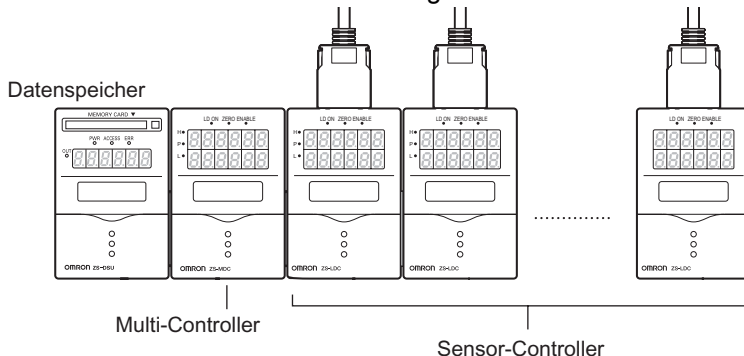 Datenspeicher
MEMORY CARD ▼
PWR ACCESS ERR
OUT
OMRON ZS-DSU
LD ON ZERO ENABLE
H
P
L
OMRON ZS-MDC
LD ON ZERO ENABLE
H
P
L
OMRON ZS-LDC
LD ON ZERO ENABLE
H
P
L
OMRON ZS-LDC
LD ON ZERO ENABLE
OMRON ZS-LDC
Multi-Controller
Sensor-Controller